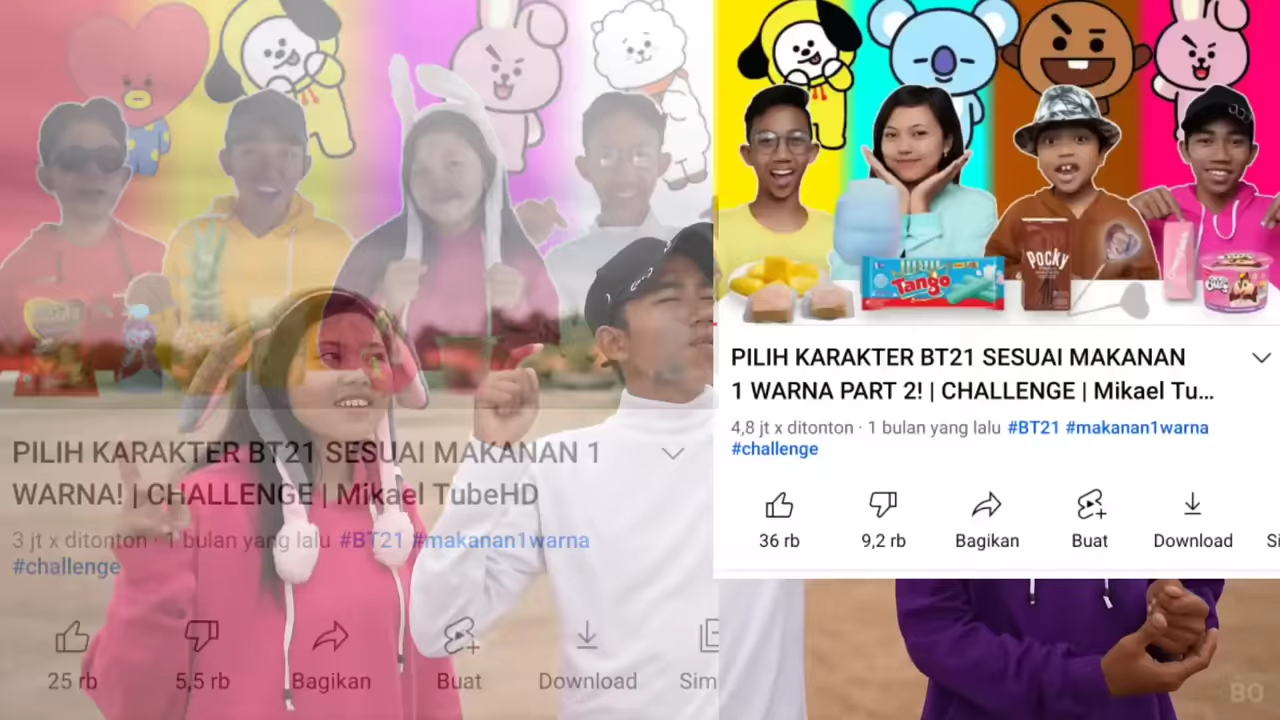 PILIH KARAKTER BT21 SESUAI MAKANAN 1
WARNA! | CHALLENGE | Mikael TubeHD
3 jt x ditonton · 1 bulan yang lalu #BT21 #makanan1warna
#challenge
25 rb
5,5 rb
Bagikan
Buat
Download
Sim
Tango
POCKY
PILIH KARAKTER BT21 SESUAI MAKANAN
1 WARNA PART 2! | CHALLENGE | Mikael Tu...
4,8 jt x ditonton · 1 bulan yang lalu #BT21 #makanan1warna
#challenge
36 rb
9,2 rb
Bagikan
Buat
Download
Si
BO